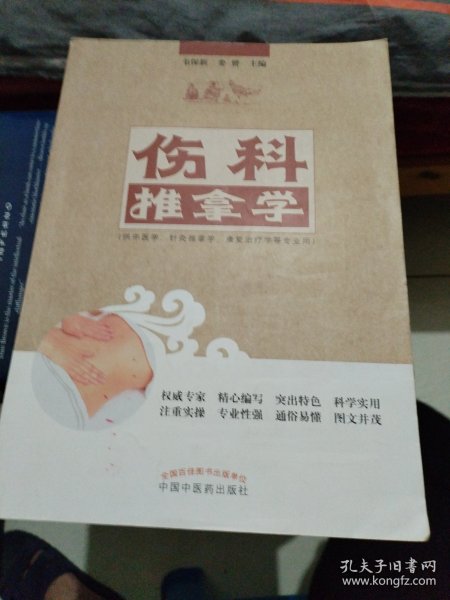 韦保新 娄 骥 主编
伤科
推拿学
（供中医学、针灸推拿学、康复治疗学等专业用）
权威专家 精心编写 突出特色 科学实用
注重实操 专业性强 通俗易懂 图文并茂
全国百佳图书出版单位
中国中医药出版社
孔夫子旧书网
www.kongfz.com